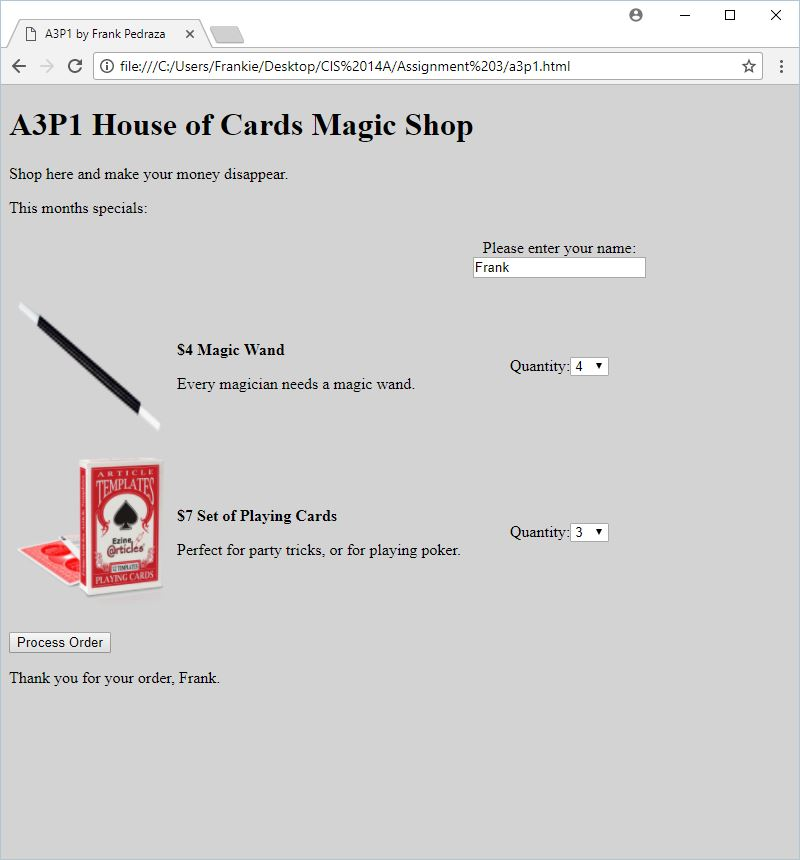 A3P1 by Frank Pedraza
file:///C:/Users/Frankie/Desktop/CIS%2014A/Assignment%203/a3p1.html
A3P1 House of Cards Magic Shop
Shop here and make your money disappear.
This months specials:
Please enter your name:
Frank
$4 Magic Wand
Every magician needs a magic wand.
Quantity: 4
ARTICLE
TEMPLATES
Ezine
@rticles
12 TEMPLATES
PLAYING CARDS
$7 Set of Playing Cards
Perfect for party tricks, or for playing poker.
Quantity: 3
Process Order
Thank you for your order, Frank.